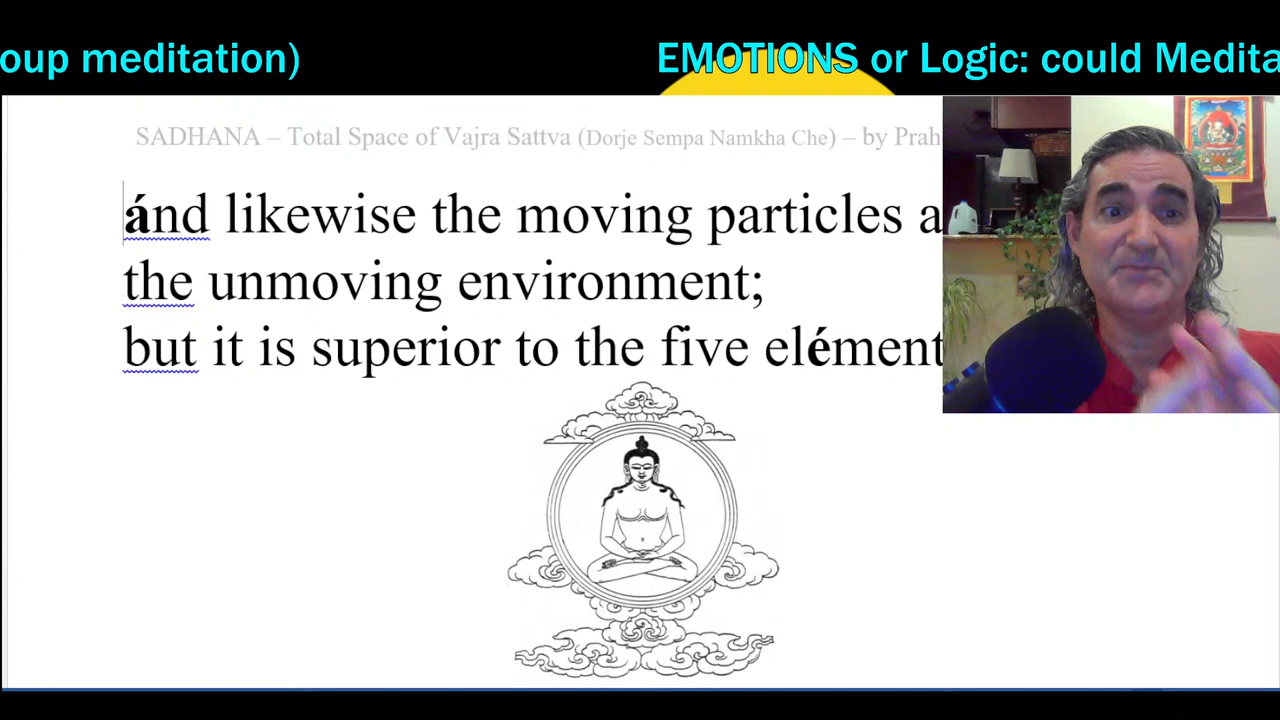 oup meditation) EMOTIONS or Logic: could Medita
SADHANA – Total Space of Vajra Sattva (Dorje Sempa Namkha Che) – by Prah
ánd likewise the moving particles a
the unmoving environment;
but it is superior to the five elément